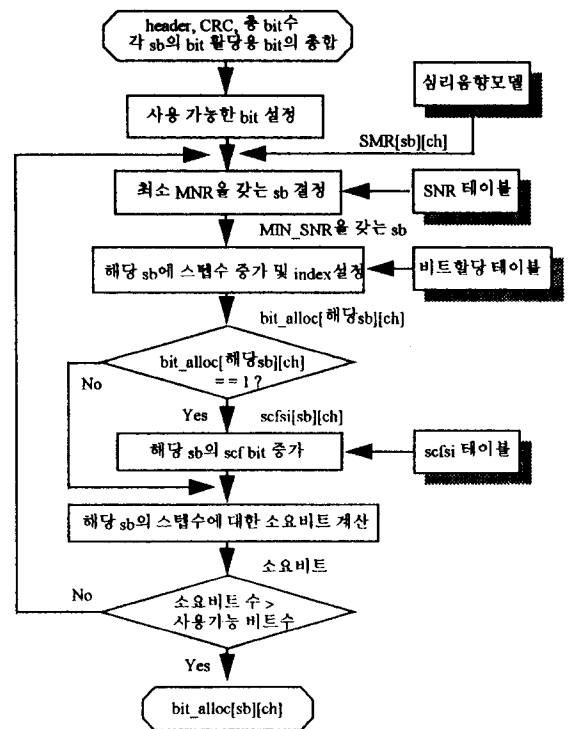 header, CRC, 총 bit수
각 sb의 bit 활당용 bit의 총합
심리음향모델
사용 가능한 bit 설정
SMR[sb][ch]
최소 MNR을 갖는 sb 결정
SNR 테이블
MIN_SNR을 갖는 sb
해당 sb에 스텝수 증가 및 index설정
비트할당 테이블
bit_alloc[해당sb][ch]
bit_alloc[해당sb][ch]
= = 1 ?
No
Yes
scfsi[sb][ch]
해당 sb의 scf bit 증가
scfsi 테이블
해당 sb의 스텝수에 대한 소요비트 계산
소요비트
No
소요비트 수 >
사용기능 비트수
Yes
bit_alloc[sb][ch]